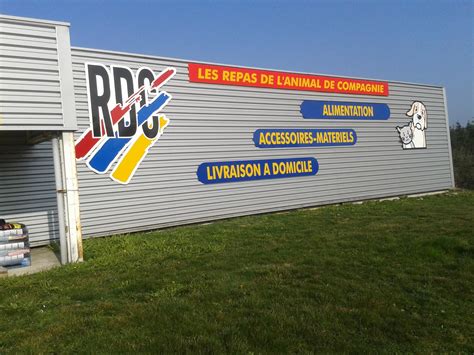 RDC
LES REPAS DE L'ANIMAL DE COMPAGNIE
ALIMENTATION
ACCESSOIRES-MATERIELS
LIVRAISON A DOMICILE